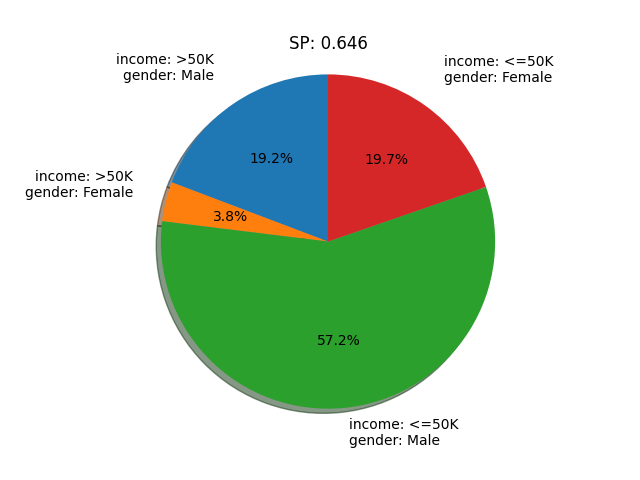 SP: 0.646
income: >50K
gender: Male
income: <=50K
gender: Female
19.2%
19.7%
income: >50K
gender: Female
3.8%
57.2%
income: <=50K
gender: Male